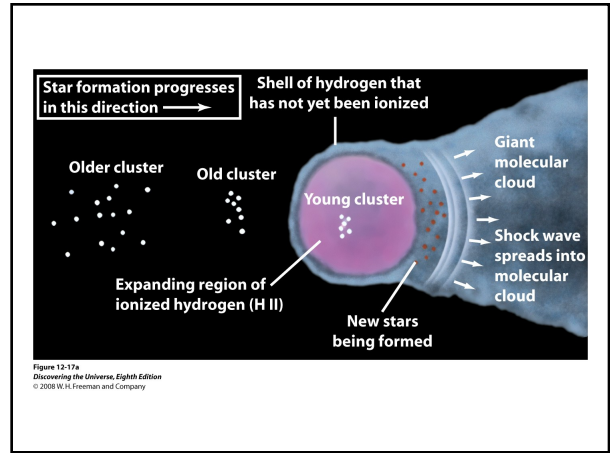 Star formation progresses
in this direction
Shell of hydrogen that
has not yet been ionized
Older cluster
Old cluster
Young cluster
Giant
molecular
cloud
Shock wave
spreads into
molecular
cloud
Expanding region of
ionized hydrogen (H II)
New stars
being formed
Figure 12-17a
Discovering the Universe, Eighth Edition
© 2008 W. H. Freeman and Company